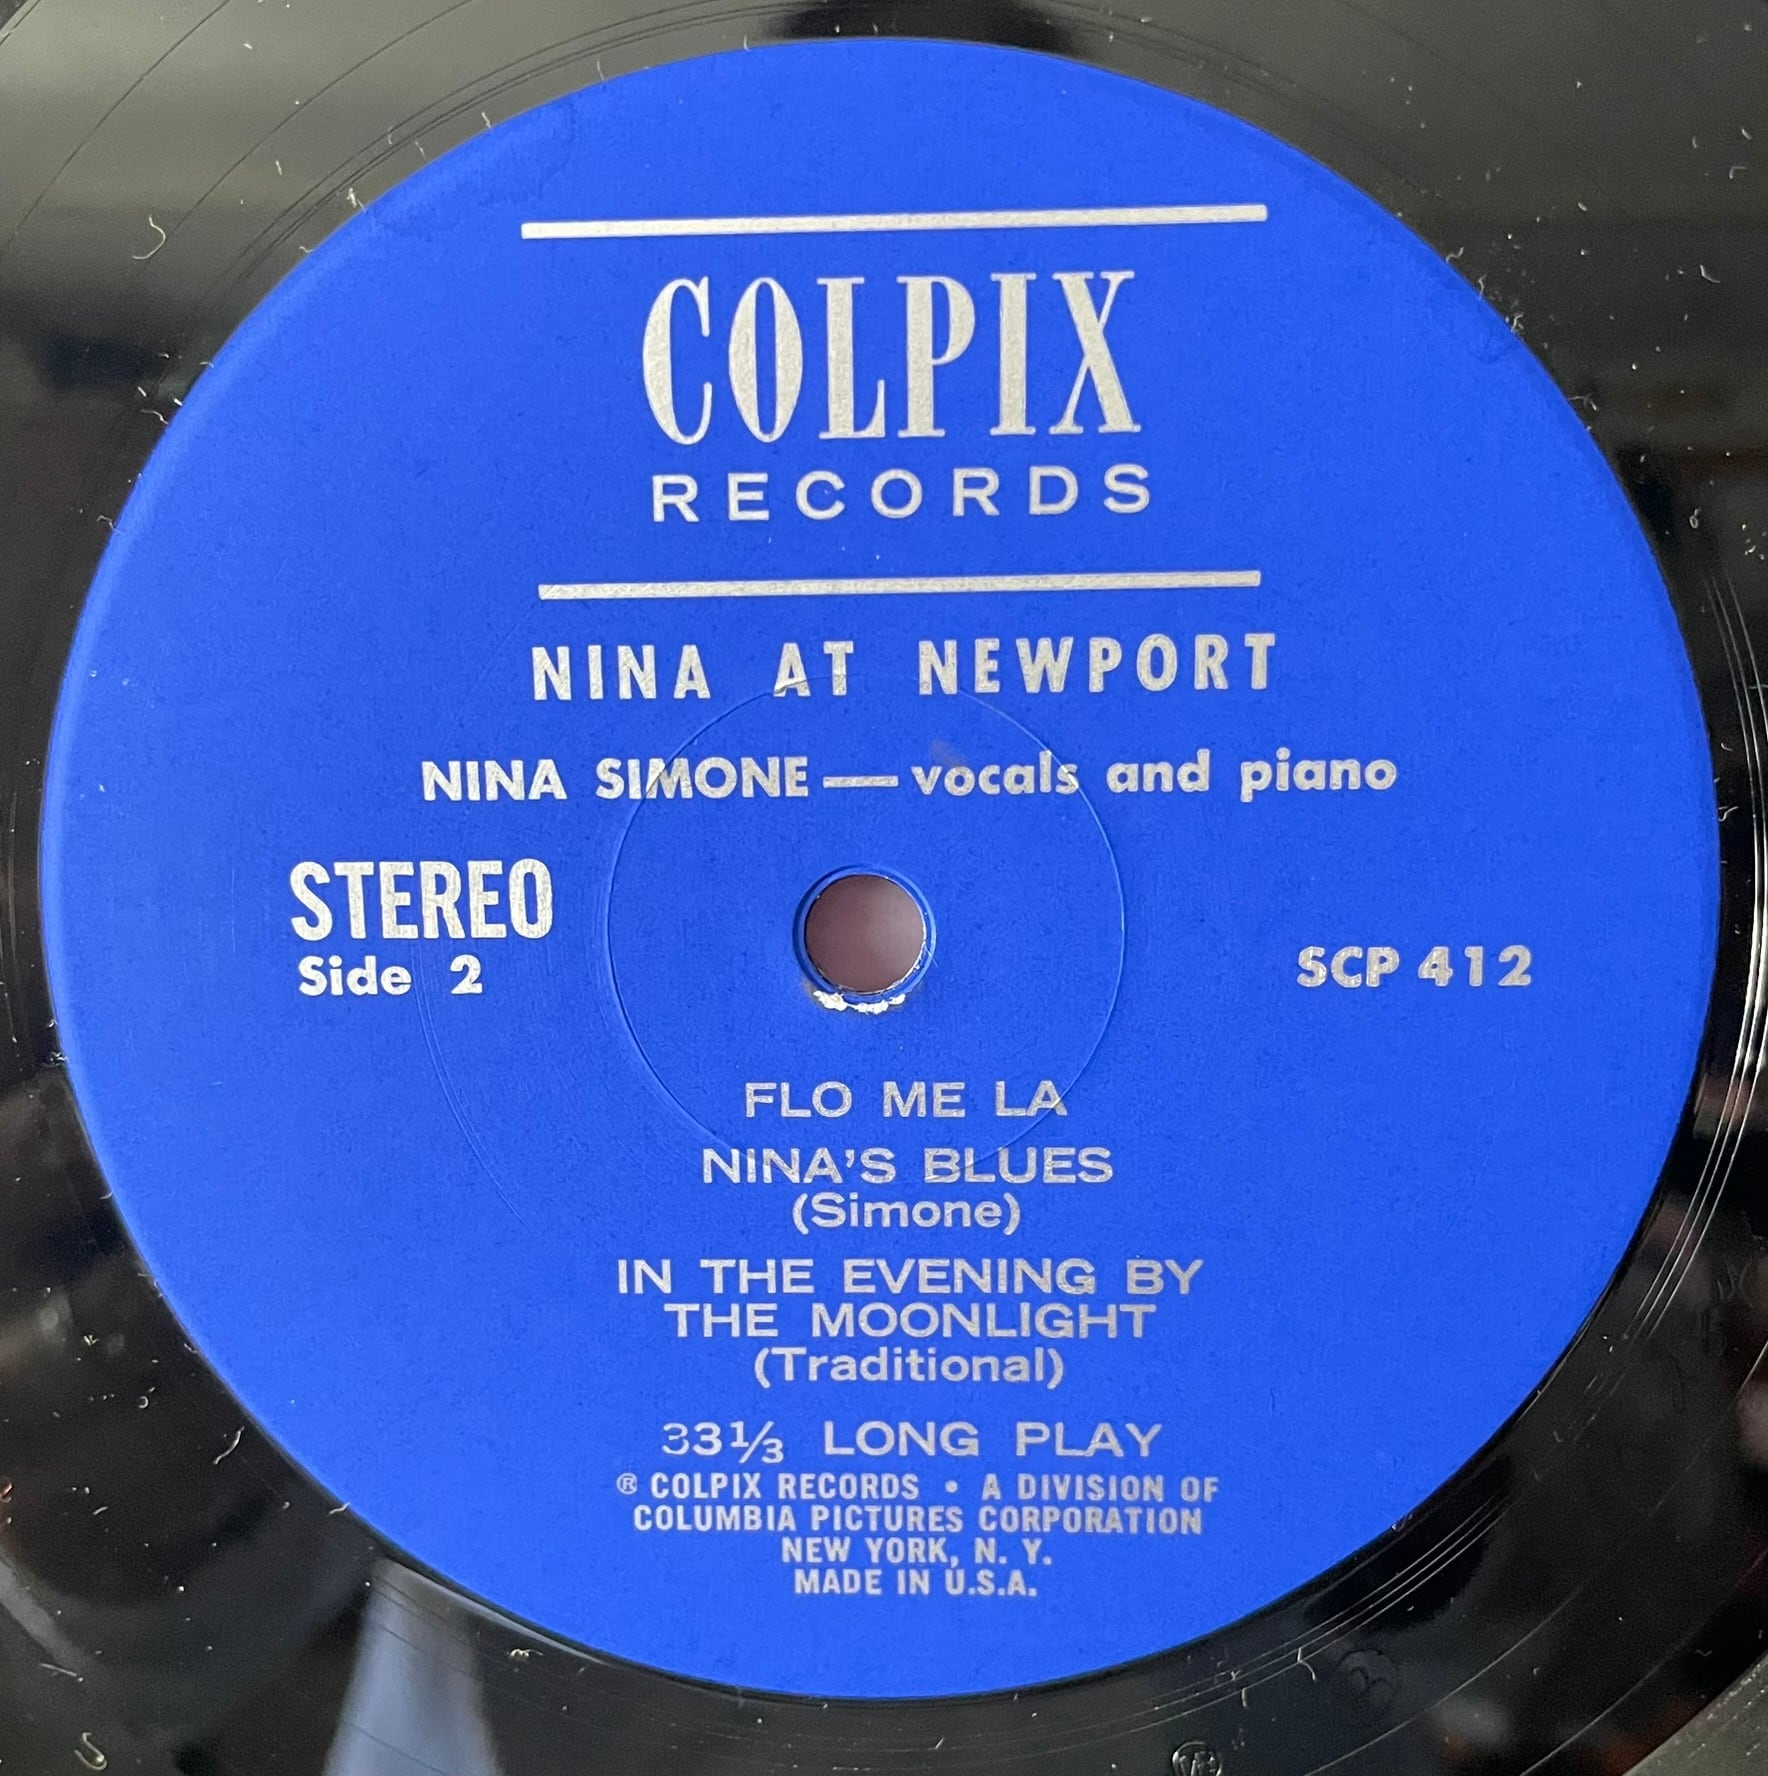 COLPIX
RECORDS
NINA AT NEWPORT
NINA SIMONE — vocals and piano
STEREO
Side 2
SCP 412
FLO ME LA
NINA'S BLUES
(Simone)
IN THE EVENING BY
THE MOONLIGHT
(Traditional)
33⅓ LONG PLAY
® COLPIX RECORDS • A DIVISION OF
COLUMBIA PICTURES CORPORATION
NEW YORK, N. Y.
MADE IN U.S.A.